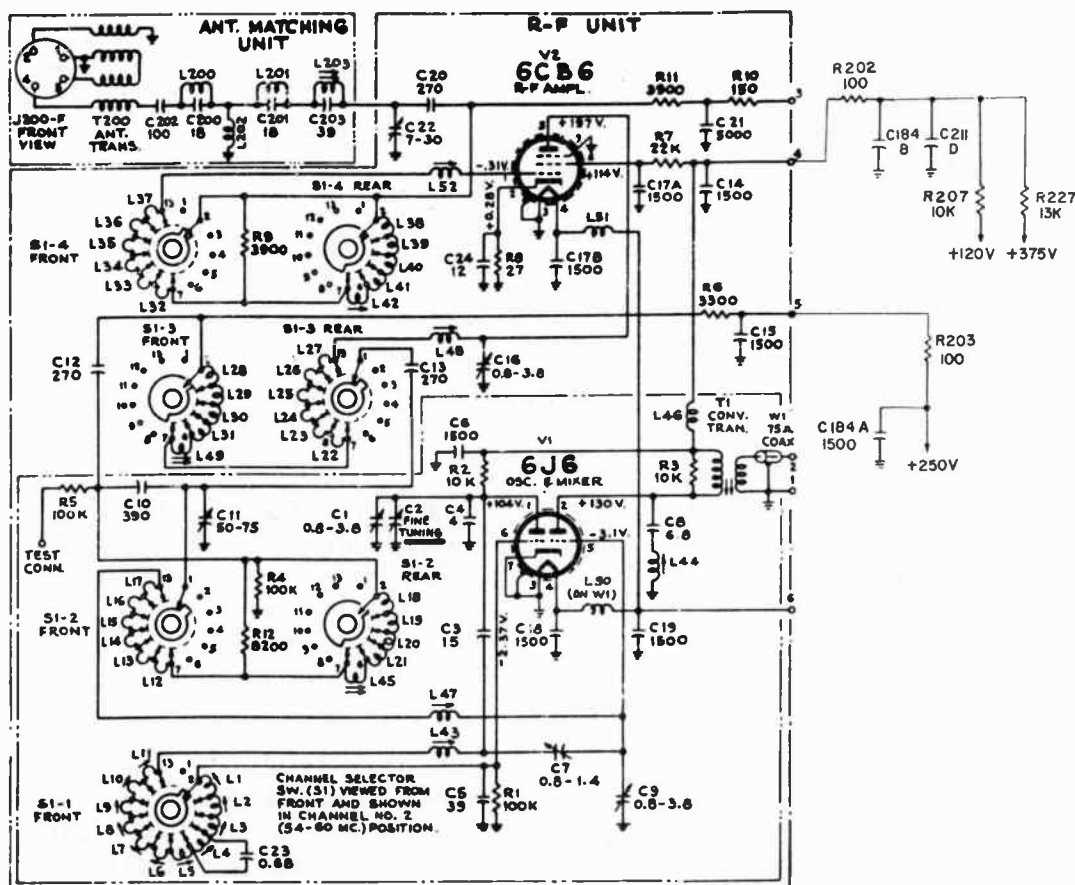 ANT. MATCHING
UNIT
R-F UNIT
L200
L201
L203
J200-F
FRONT
VIEW
T200
ANT.
TRANS.
C202
100
C200
18
L202
C201
18
C203
39
C20
270
C22
7-30
V2
6CB6
R-F AMPL.
R11
3900
R10
150
3
C21
5000
R7
22K
4
+157V.
+114V.
-.31V.
+0.28V.
L52
C17A
1500
C14
1500
R202
100
C184
B
C211
D
R207
10K
R227
13K
+120V
+375V
S1-4
FRONT
S1-4 REAR
L37
L36
L35
L34
L33
L32
R9
3900
L38
L39
L40
L41
L42
C24
12
R8
27
C17B
1500
L51
R6
3300
5
C15
1500
R203
100
C184A
1500
+250V
C12
270
S1-3
FRONT
S1-3 REAR
L28
L29
L30
L31
L49
L27
L26
L25
L24
L23
L22
L48
C13
270
C16
0.8-3.8
L46
T1
CONV.
TRAN.
W1
75Ω
COAX
2
1
C6
1500
R2
10K
V1
6J6
OSC. & MIXER
R3
10K
+104V.
+130V.
-3.1V.
-2.37V.
R5
100K
TEST
CONN.
C10
390
C11
50-75
C1
0.8-3.8
C2
FINE
TUNING
C4
4
C8
6.8
L44
S1-2
FRONT
S1-2
REAR
L17
L16
L15
L14
L13
L12
R4
100K
R12
8200
L18
L19
L20
L21
L45
C3
15
C18
1500
L50
(ON W1)
C19
1500
6
L47
L43
C7
0.8-1.4
C9
0.8-3.8
S1-1
FRONT
L11
L10
L9
L8
L7
L6
L5
L4
L3
L2
L1
C23
0.68
CHANNEL SELECTOR
SW. (S1) VIEWED FROM
FRONT AND SHOWN
IN CHANNEL NO. 2
(54-60 MC.) POSITION.
C5
39
R1
100K